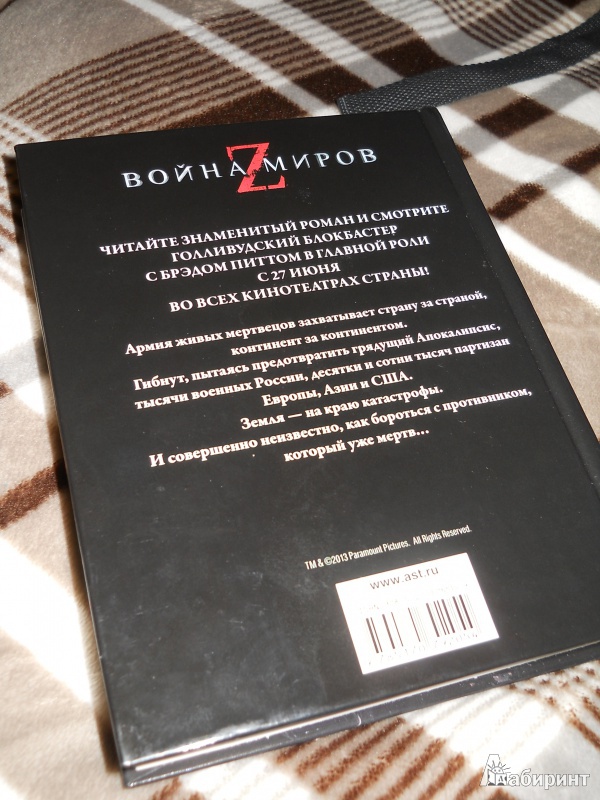 ВОЙНА Z МИРОВ
ЧИТАЙТЕ ЗНАМЕНИТЫЙ РОМАН И СМОТРИТЕ
ГОЛЛИВУДСКИЙ БЛОКБАСТЕР
С БРЭДОМ ПИТТОМ В ГЛАВНОЙ РОЛИ
С 27 ИЮНЯ
ВО ВСЕХ КИНОТЕАТРАХ СТРАНЫ!
Армия живых мертвецов захватывает страну за страной,
континент за континентом.
Гибнут, пытаясь предотвратить грядущий Апокалипсис,
тысячи военных России, десятки и сотни тысяч партизан
Европы, Азии и США.
Земля — на краю катастрофы.
И совершенно неизвестно, как бороться с противником,
который уже мертв...
TM & ©2013 Paramount Pictures. All Rights Reserved.
www.ast.ru
Лабиринт